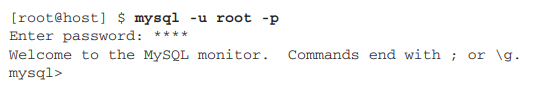 [root@host] $ mysql -u root -p
Enter password: ****
Welcome to the MySQL monitor.  Commands end with ; or \g.
mysql>